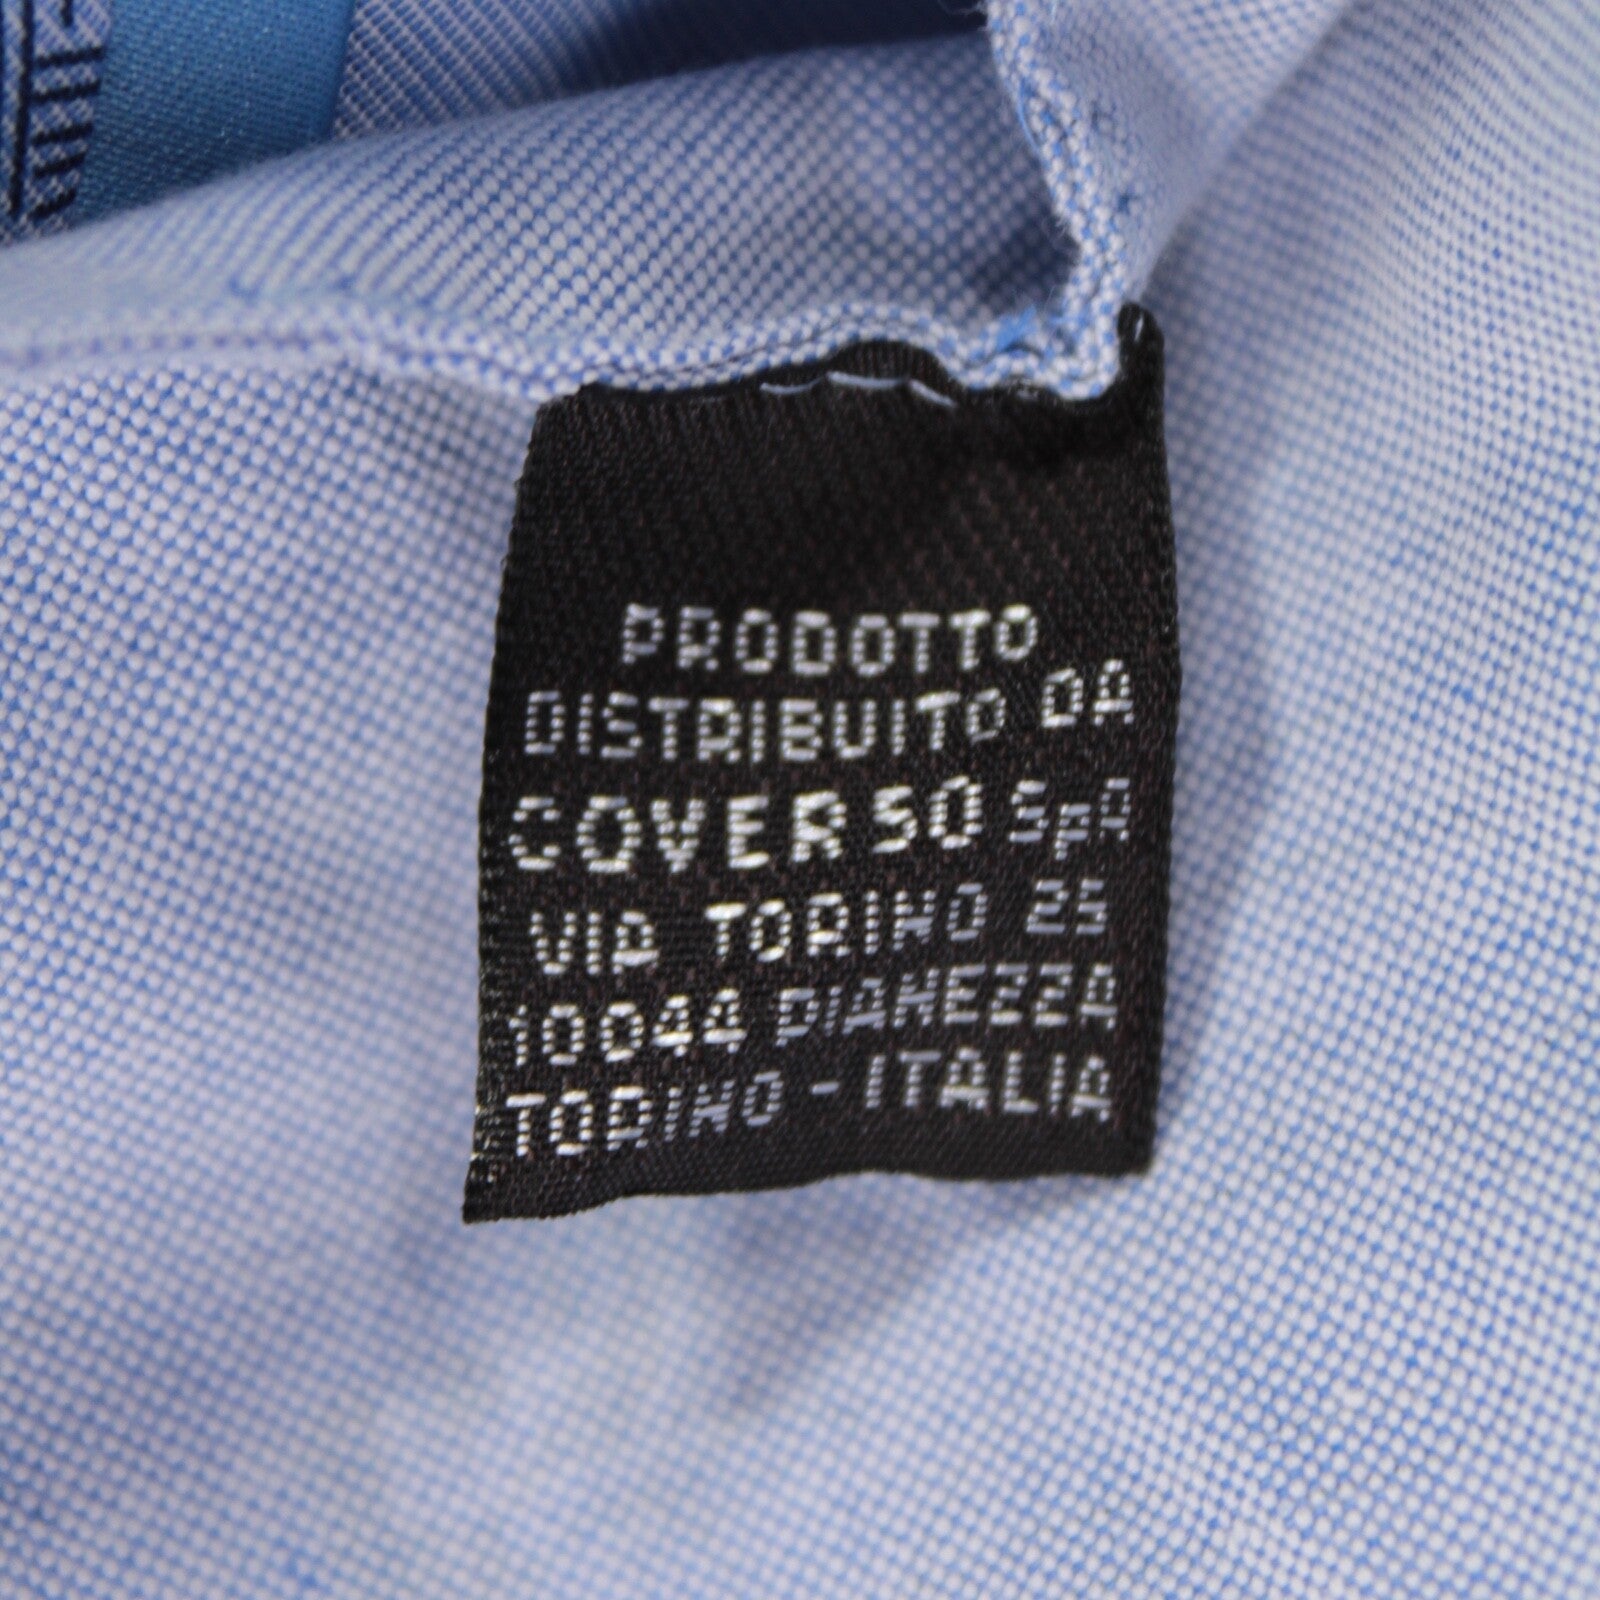 PRODOTTO
DISTRIBUITO DA
COVERSO SpA
VIA TORINO 25
10044 PIANEZZA
TORINO - ITALIA